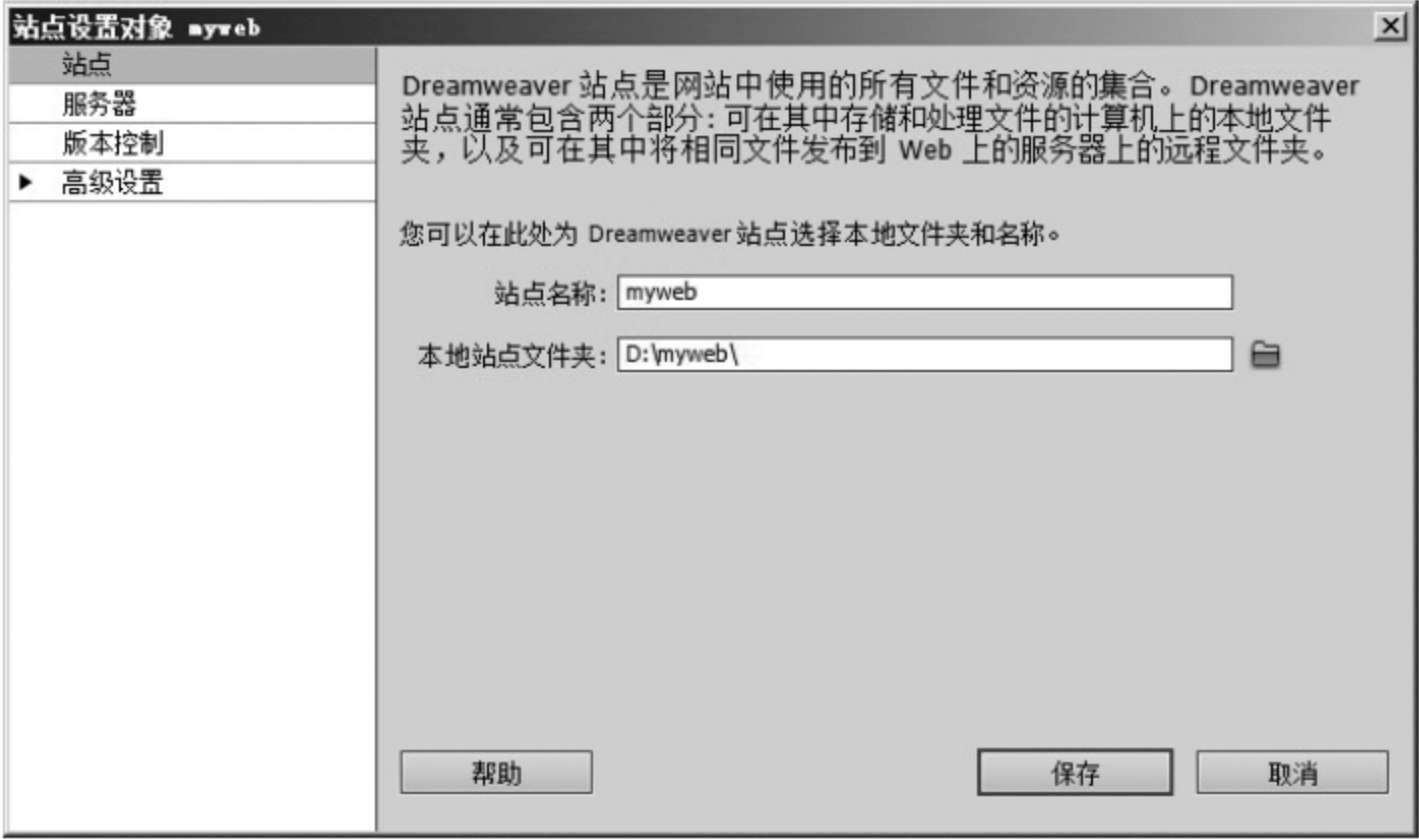 站点设置对象 myweb
站点
服务器
版本控制
高级设置
Dreamweaver 站点是网站中使用的所有文件和资源的集合。Dreamweaver
站点通常包含两个部分：可在其中存储和处理文件的计算机上的本地文件
夹，以及可在其中将相同文件发布到 Web 上的服务器上的远程文件夹。
您可以在此处为 Dreamweaver 站点选择本地文件夹和名称。
站点名称： myweb
本地站点文件夹： D:\myweb\
帮助 保存 取消